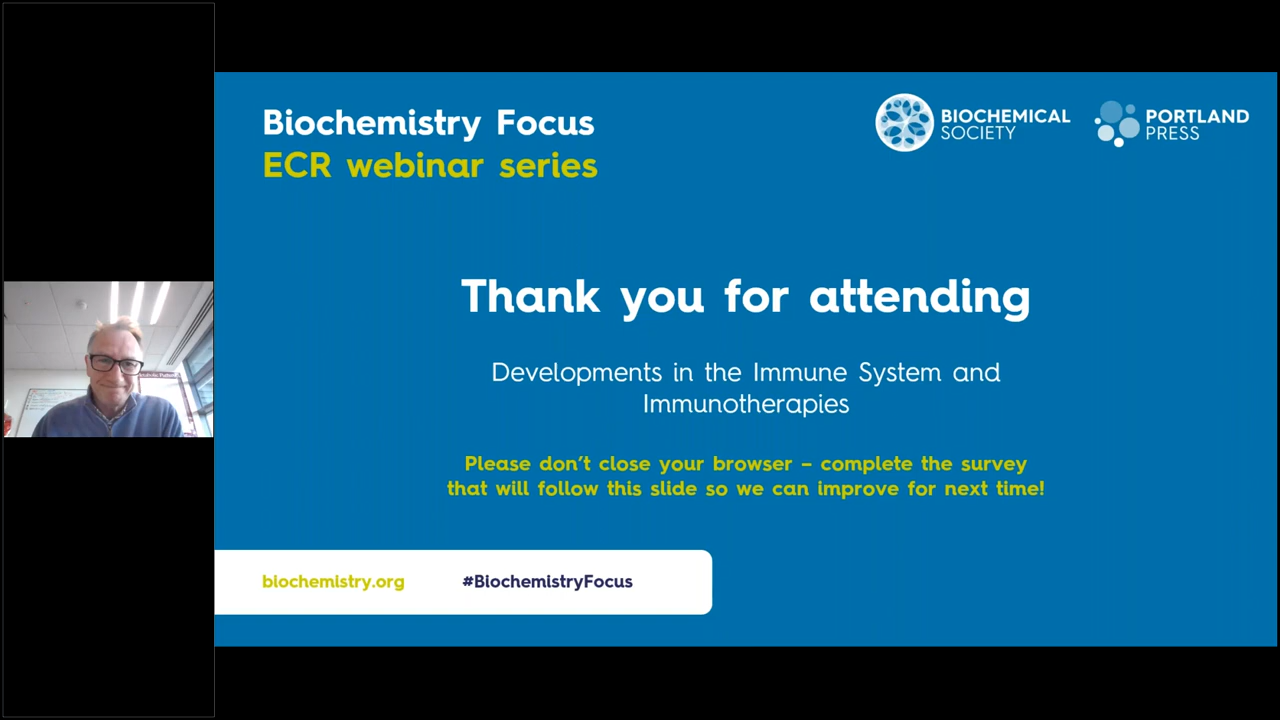 Biochemistry Focus
ECR webinar series
BIOCHEMICAL
SOCIETY
PORTLAND
PRESS
Thank you for attending
Developments in the Immune System and
Immunotherapies
Please don't close your browser – complete the survey
that will follow this slide so we can improve for next time!
biochemistry.org
#BiochemistryFocus